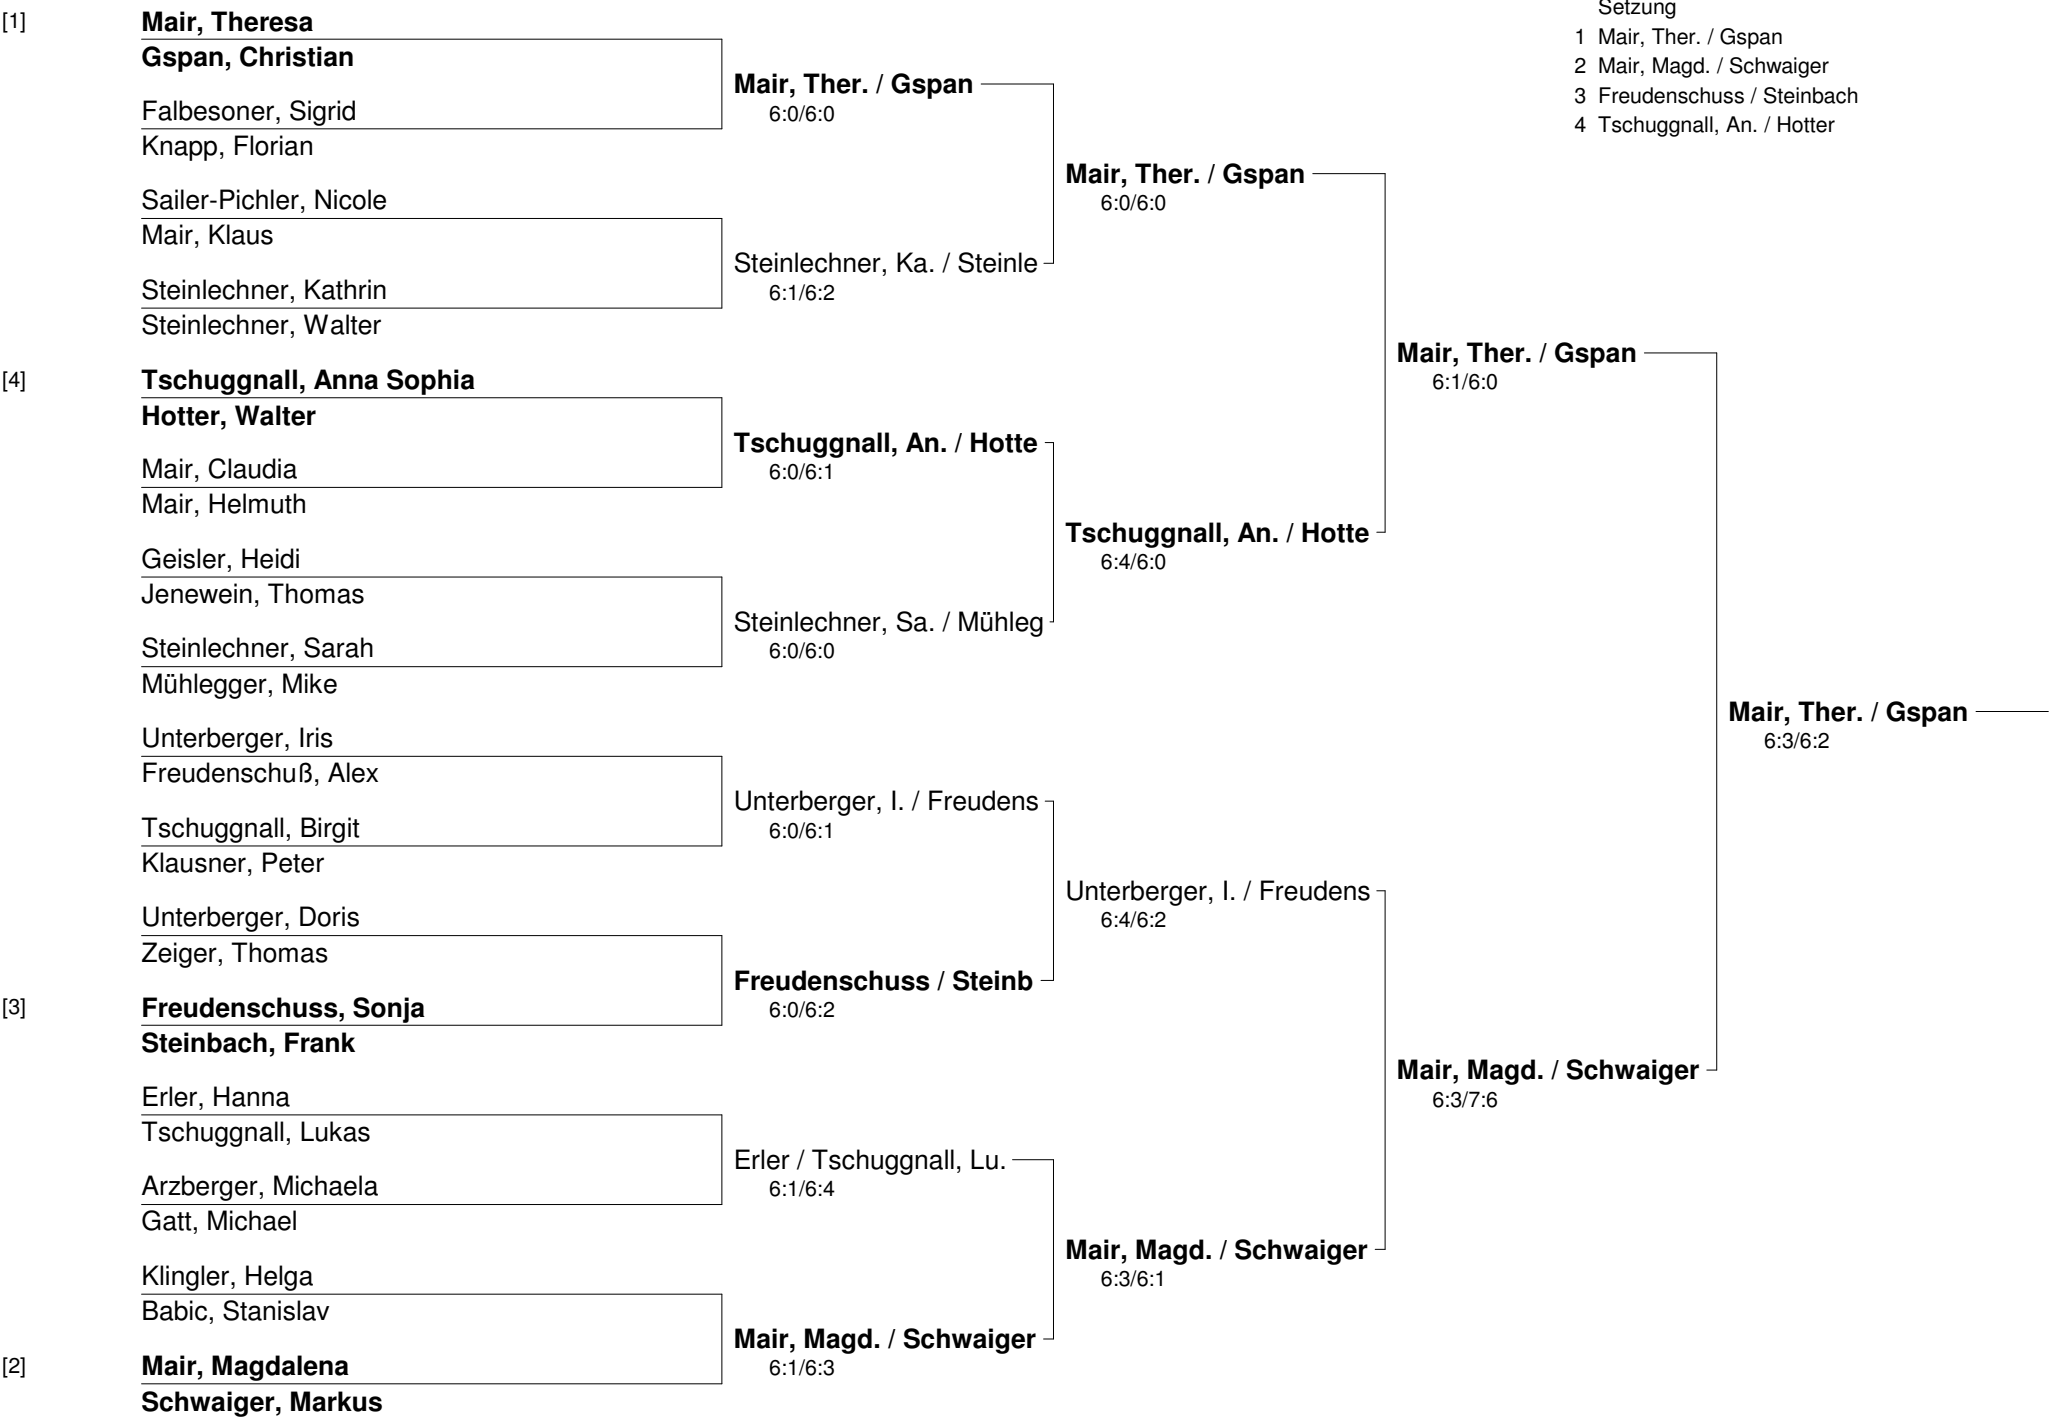 [1]
Mair, Theresa
Gspan, Christian
Falbesoner, Sigrid
Knapp, Florian
Sailer-Pichler, Nicole
Mair, Klaus
Steinlechner, Kathrin
Steinlechner, Walter
[4]
Tschuggnall, Anna Sophia
Hotter, Walter
Mair, Claudia
Mair, Helmuth
Geisler, Heidi
Jenewein, Thomas
Steinlechner, Sarah
Mühlegger, Mike
Unterberger, Iris
Freudenschuß, Alex
Tschuggnall, Birgit
Klausner, Peter
Unterberger, Doris
Zeiger, Thomas
[3]
Freudenschuss, Sonja
Steinbach, Frank
Erler, Hanna
Tschuggnall, Lukas
Arzberger, Michaela
Gatt, Michael
Klingler, Helga
Babic, Stanislav
[2]
Mair, Magdalena
Schwaiger, Markus
Mair, Ther. / Gspan
6:0/6:0
Steinlechner, Ka. / Steinle
6:1/6:2
Tschuggnall, An. / Hotte
6:0/6:1
Steinlechner, Sa. / Mühleg
6:0/6:0
Unterberger, I. / Freudens
6:0/6:1
Freudenschuss / Steinb
6:0/6:2
Erler / Tschuggnall, Lu.
6:1/6:4
Mair, Magd. / Schwaiger
6:1/6:3
Mair, Ther. / Gspan
6:0/6:0
Tschuggnall, An. / Hotte
6:4/6:0
Unterberger, I. / Freudens
6:4/6:2
Mair, Magd. / Schwaiger
6:3/6:1
Mair, Ther. / Gspan
6:1/6:0
Mair, Magd. / Schwaiger
6:3/7:6
Mair, Ther. / Gspan
6:3/6:2
Setzung
1 Mair, Ther. / Gspan
2 Mair, Magd. / Schwaiger
3 Freudenschuss / Steinbach
4 Tschuggnall, An. / Hotter